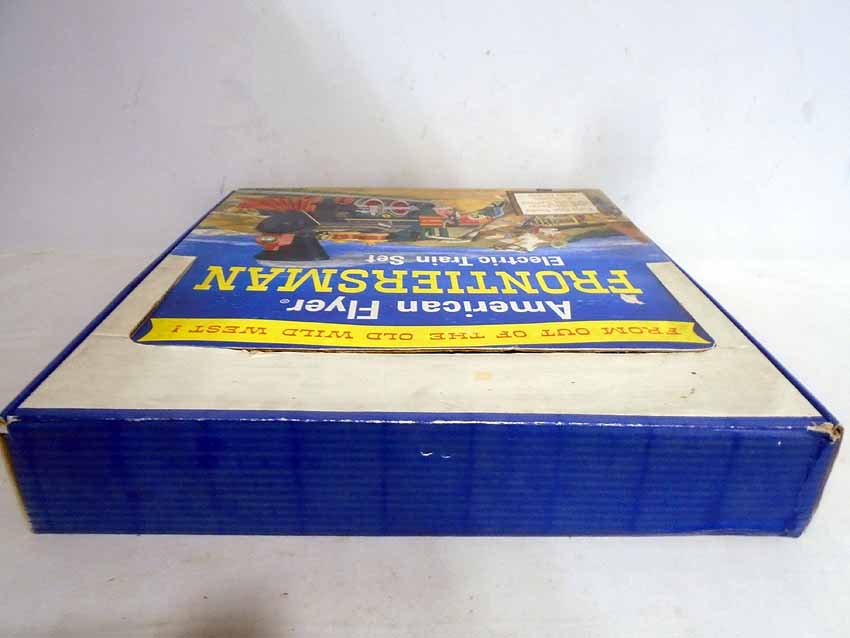 FROM OUT OF THE OLD WILD WEST !
American Flyer®
FRONTIERSMAN
Electric Train Set